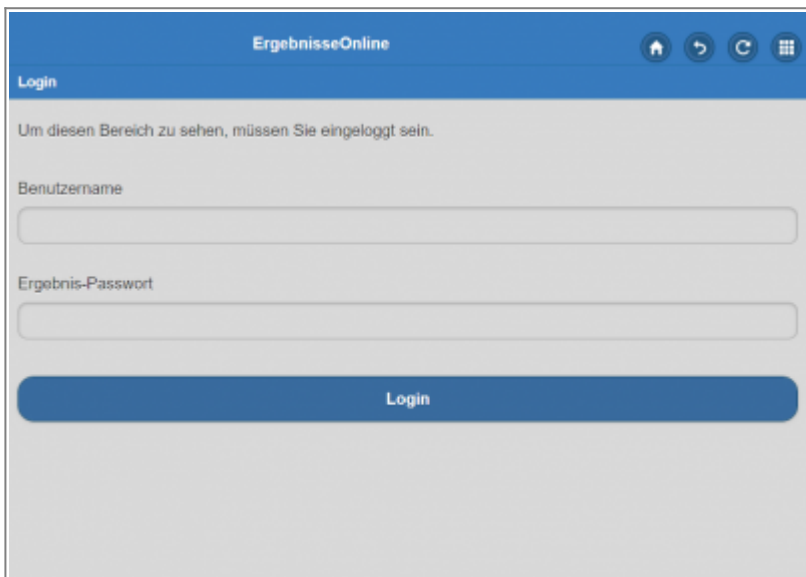 ErgebnisseOnline
Login
Um diesen Bereich zu sehen, müssen Sie eingeloggt sein.
Benutzername
Ergebnis-Passwort
Login